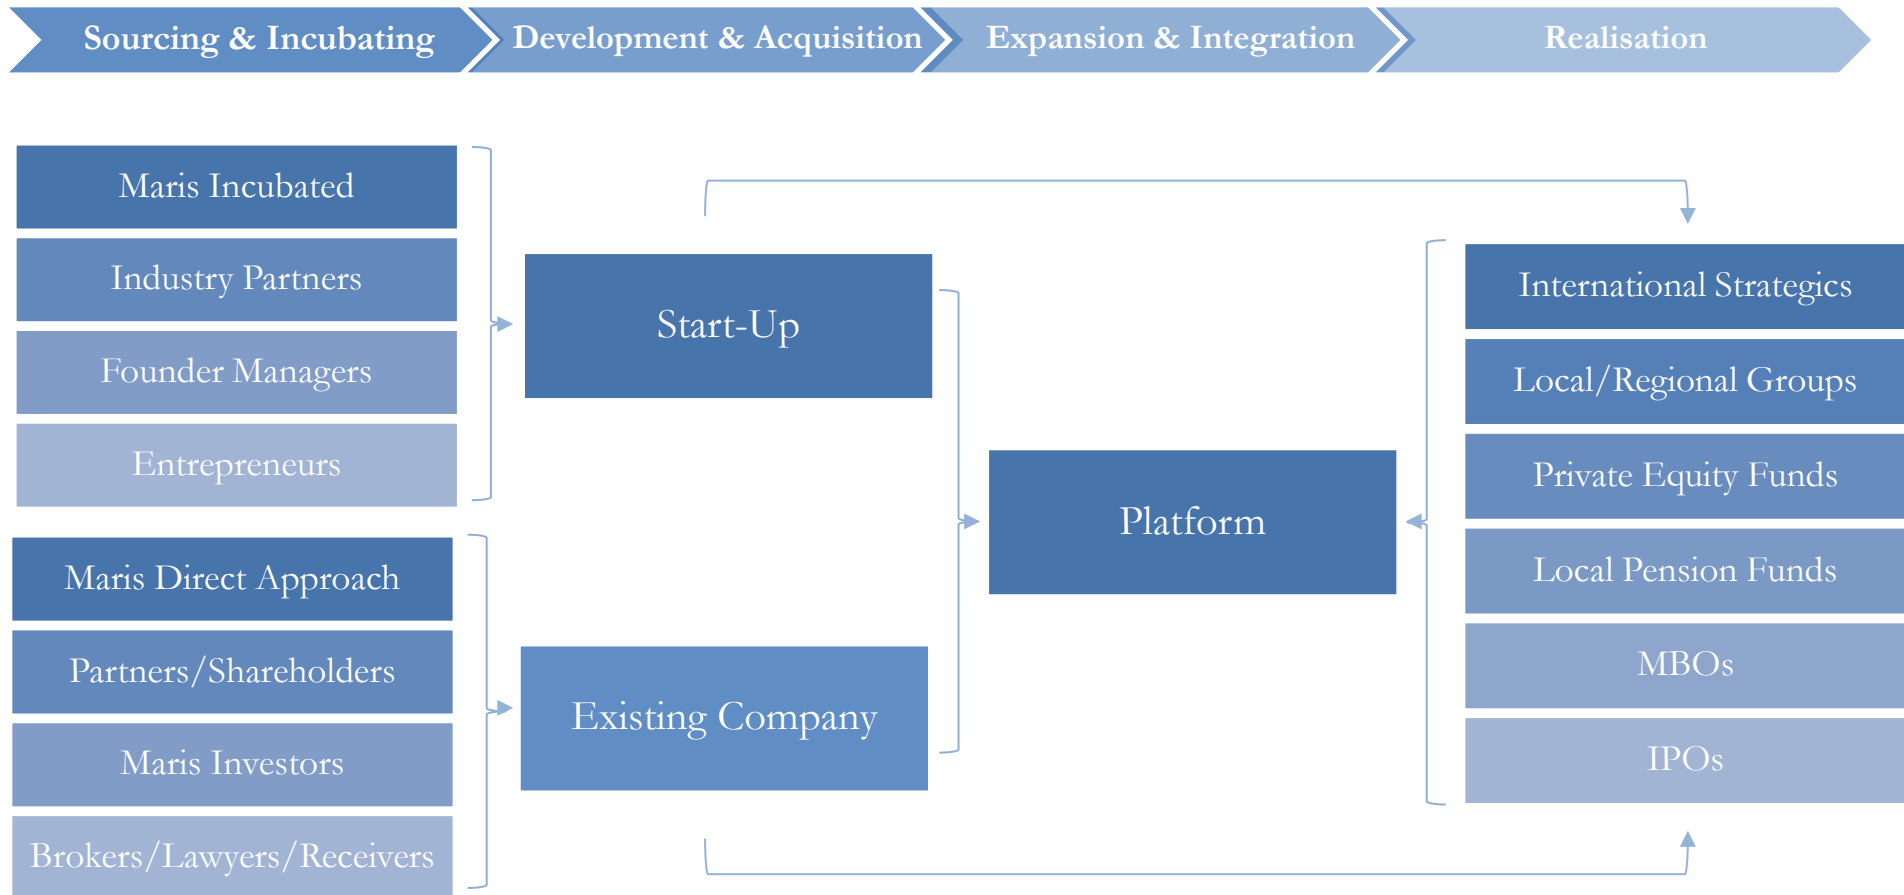 Sourcing & Incubating
Development & Acquisition
Expansion & Integration
Realisation
Maris Incubated
Industry Partners
Founder Managers
Entrepreneurs
Maris Direct Approach
Partners/Shareholders
Maris Investors
Brokers/Lawyers/Receivers
Start-Up
Existing Company
Platform
International Strategics
Local/Regional Groups
Private Equity Funds
Local Pension Funds
MBOs
IPOs